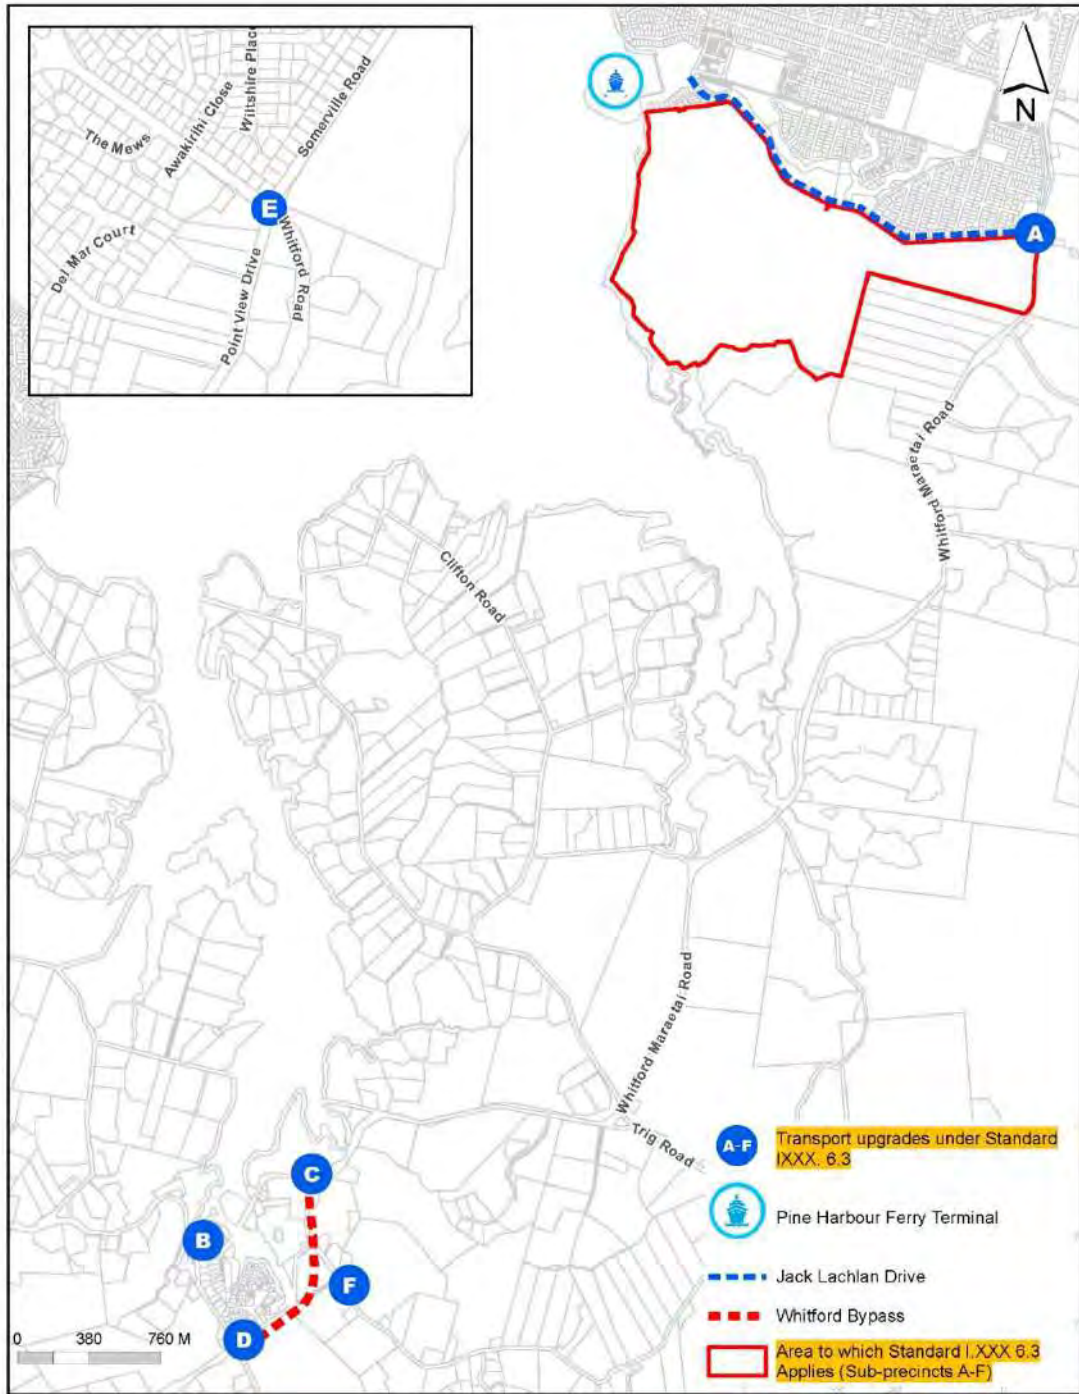 Wiltshire Place
Somerville Road
Awakirihi Close
The Mews
E
Whitford Road
Del Mar Court
Point View Drive
N
A
Whitford Maraetai Road
Clifton Road
Whitford Maraetai Road
Trig Road
C
B
F
D
0 380 760 M
A-F Transport upgrades under Standard
IXXX. 6.3
Pine Harbour Ferry Terminal
Jack Lachlan Drive
Whitford Bypass
Area to which Standard I.XXX 6.3
Applies (Sub-precincts A-F)